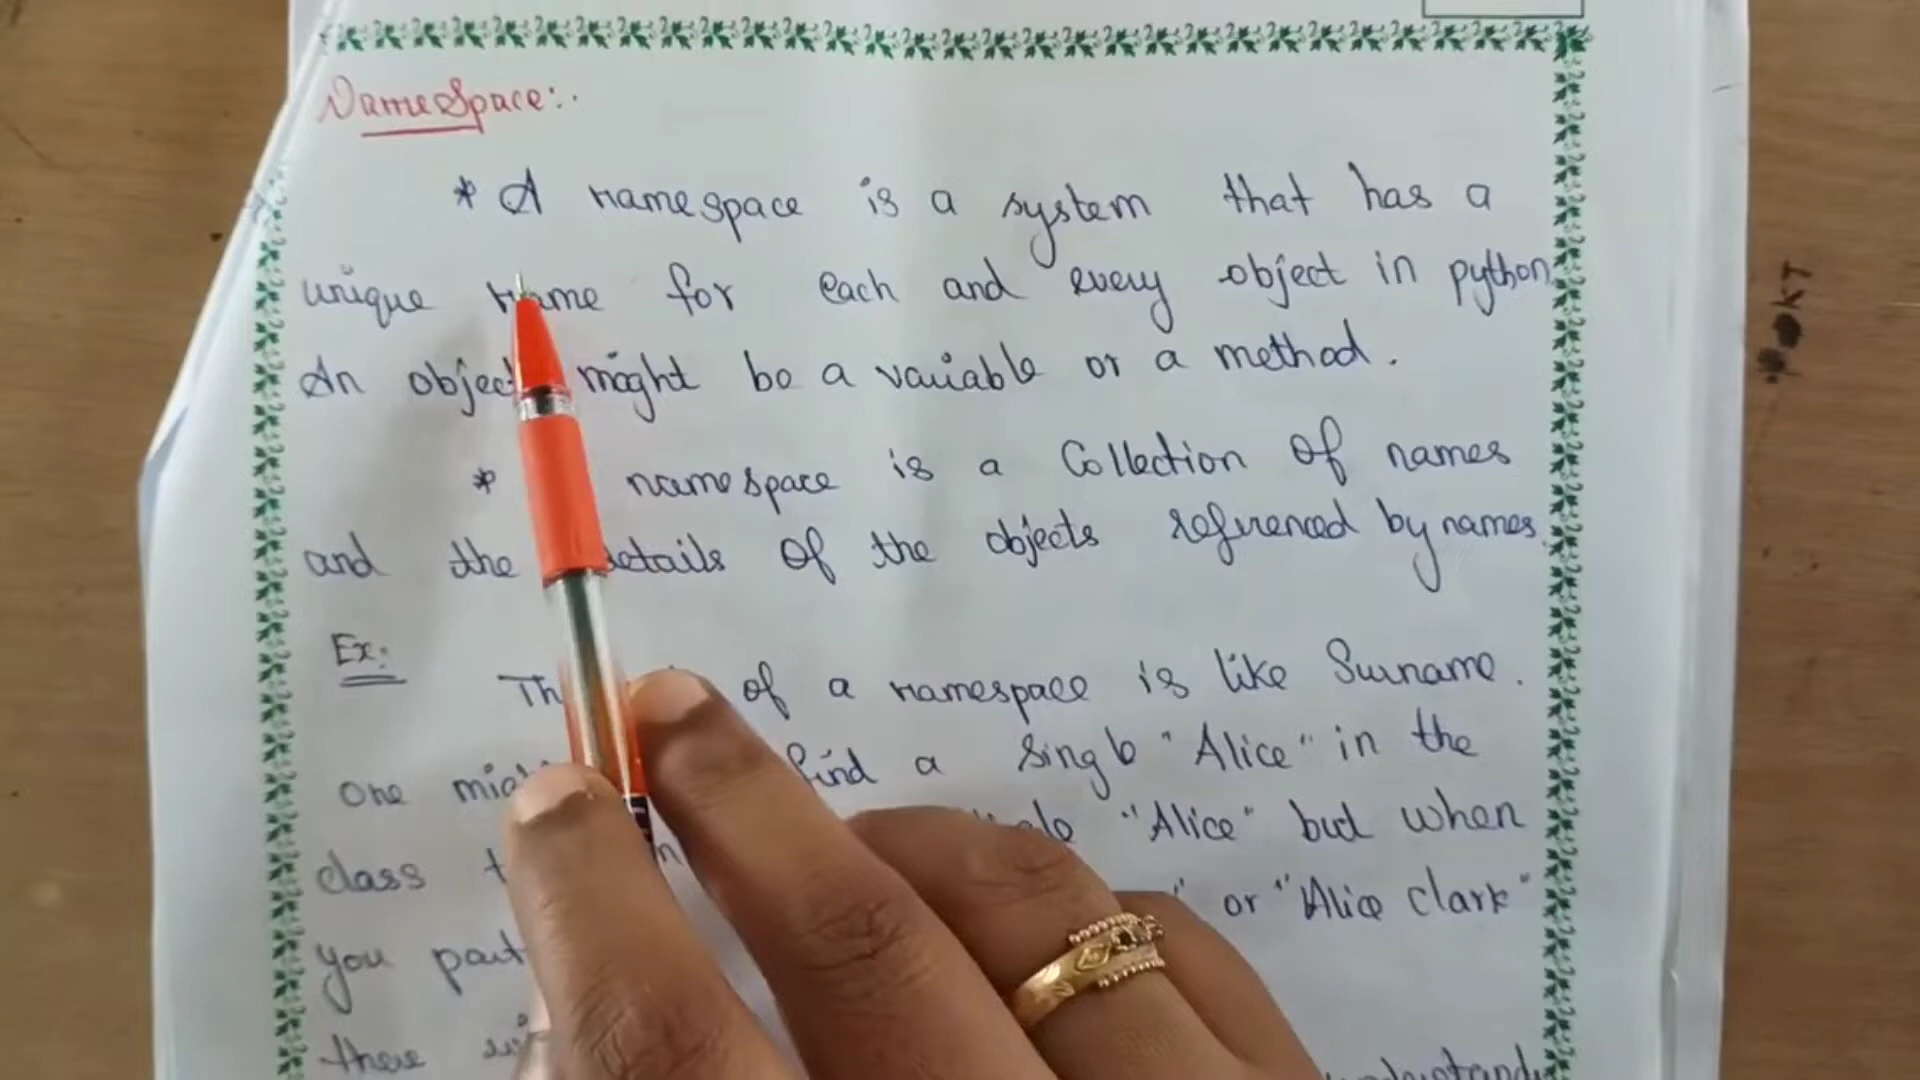 NameSpace:-
* A namespace is a system that has a
unique name for each and every object in python
An object might be a variable or a method.
* namespace is a Collection of names
and the details of the objects referenced by names.
Ex:
of a namespace is like Surname.
One find a single "Alice" in the
class "Alice" but when
you or "Alice clark"
there